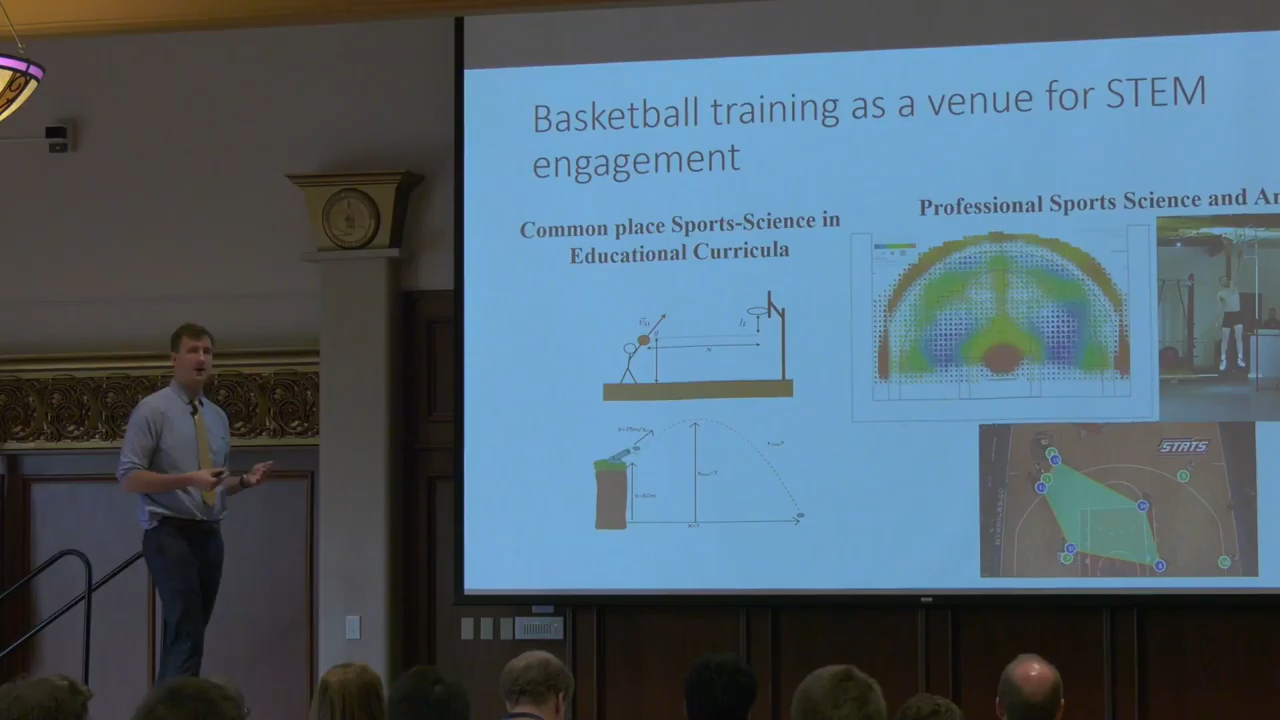 Basketball training as a venue for STEM
engagement
Common place Sports-Science in
Educational Curricula
Professional Sports Science and
h
x
STATS